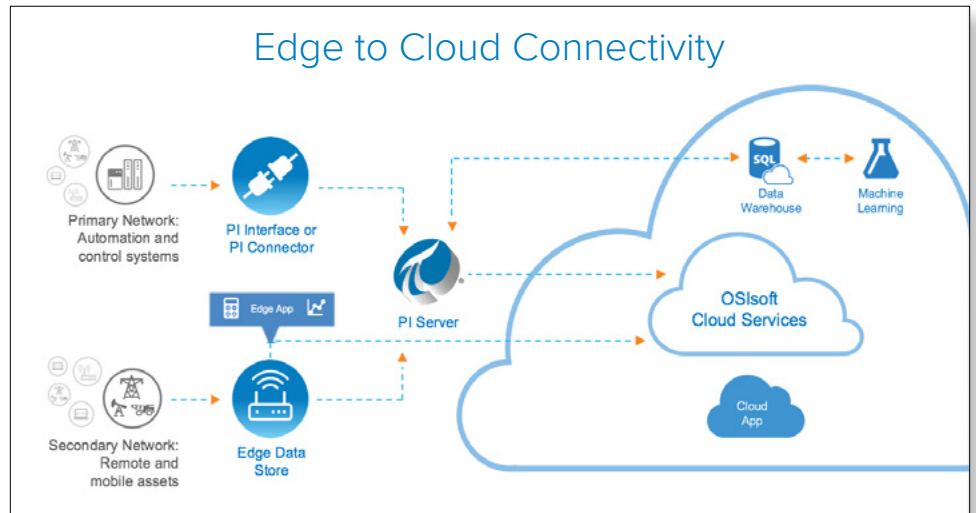 Edge to Cloud Connectivity
Primary Network:
Automation and
control systems
PI Interface or
PI Connector
SQL
Data
Warehouse
Machine
Learning
PI Server
OSIsoft
Cloud Services
Edge App
Cloud
App
Secondary Network:
Remote and
mobile assets
Edge Data
Store